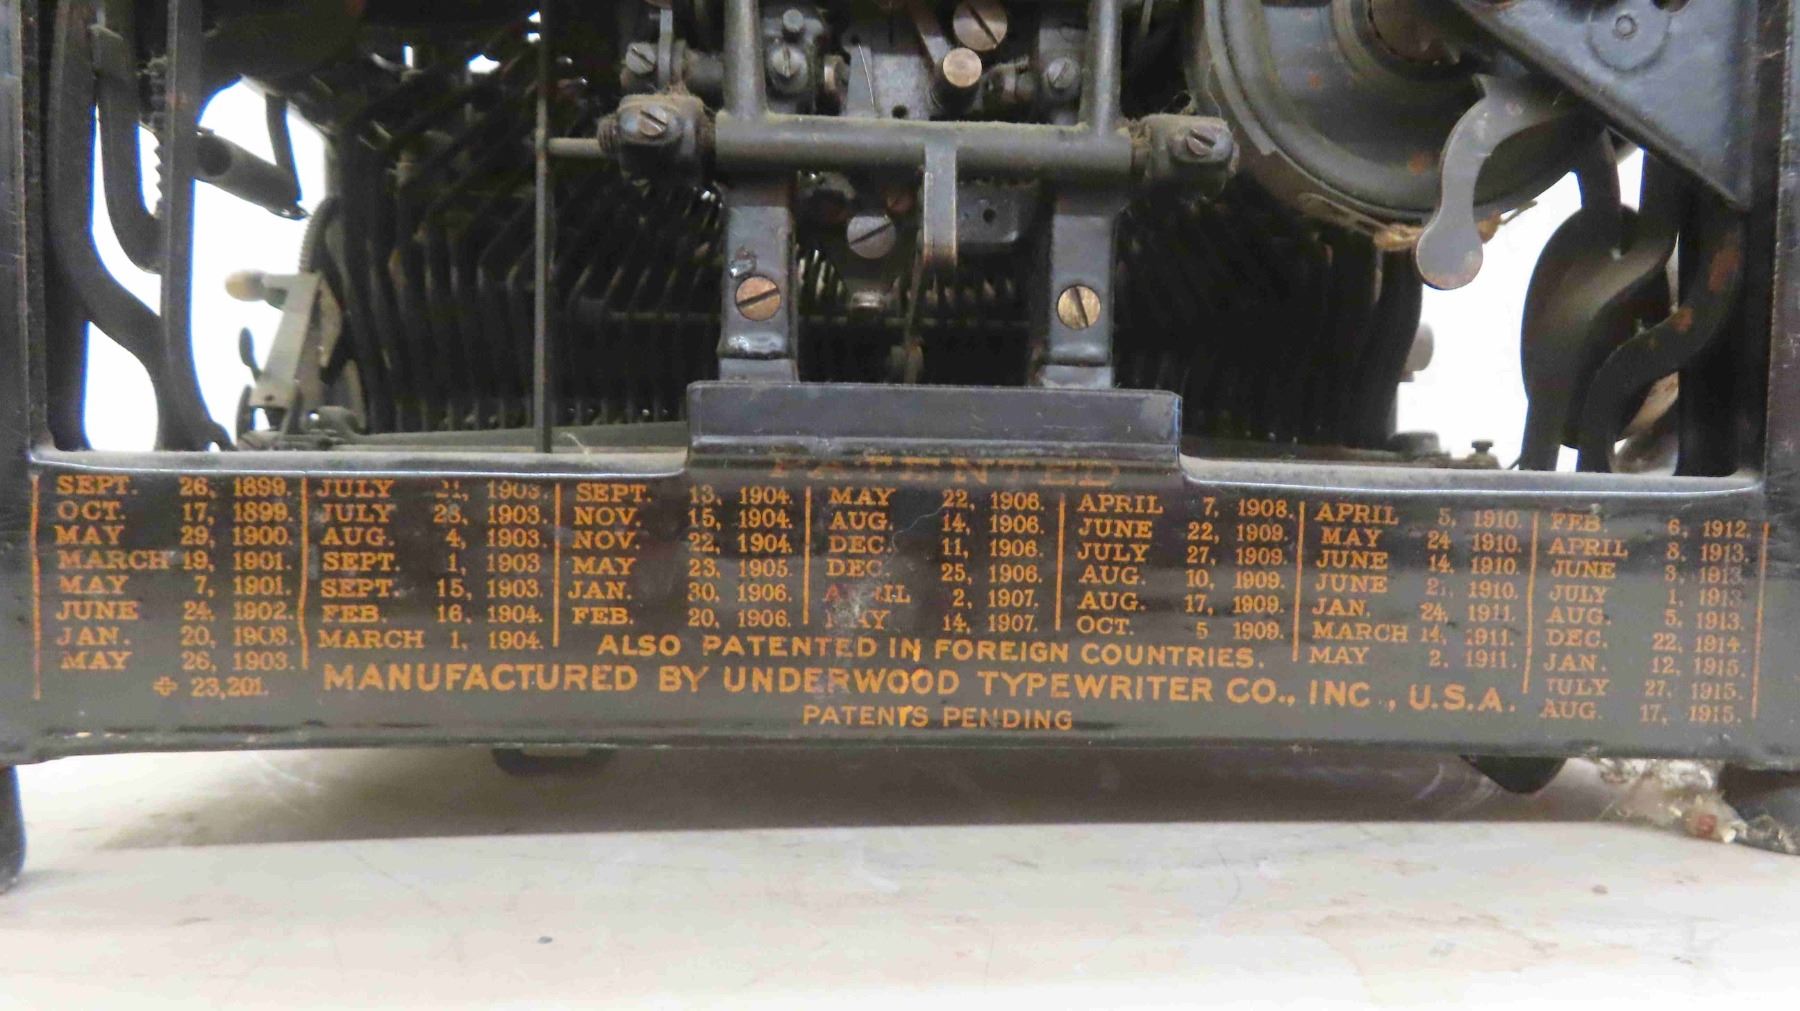 PATENTED
SEPT. 26, 1899.
OCT. 17, 1899.
MAY 29, 1900.
MARCH 19, 1901.
MAY 7, 1901.
JUNE 24, 1902.
JAN. 20, 1903.
MAY 26, 1903.
23,201.
JULY 21, 1903.
JULY 28, 1903.
AUG. 4, 1903.
SEPT. 1, 1903
SEPT. 15, 1903.
FEB. 16, 1904.
MARCH 1, 1904.
SEPT. 13, 1904.
NOV. 15, 1904.
NOV. 22, 1904.
MAY 23, 1905
JAN. 30, 1906.
FEB. 20, 1906.
MAY 22, 1906.
AUG. 14, 1906.
DEC. 11, 1906.
DEC. 25, 1906.
APRIL 2, 1907.
MAY 14, 1907.
APRIL 7, 1908.
JUNE 22, 1909.
JULY 27, 1909.
AUG. 10, 1909.
AUG. 17, 1909.
OCT. 5 1909.
APRIL 5, 1910.
MAY 24 1910.
JUNE 14, 1910.
JUNE 21, 1910.
JAN. 24, 1911.
MARCH 14, 1911.
MAY 2, 1911.
FEB. 6, 1912.
APRIL 8, 1913.
JUNE 3, 1913.
JULY 1, 1913.
AUG. 5, 1913.
DEC. 22, 1914.
JAN. 12, 1915.
JULY 27, 1915.
AUG. 17, 1915.
ALSO PATENTED IN FOREIGN COUNTRIES.
MANUFACTURED BY UNDERWOOD TYPEWRITER CO., INC., U.S.A.
PATENTS PENDING